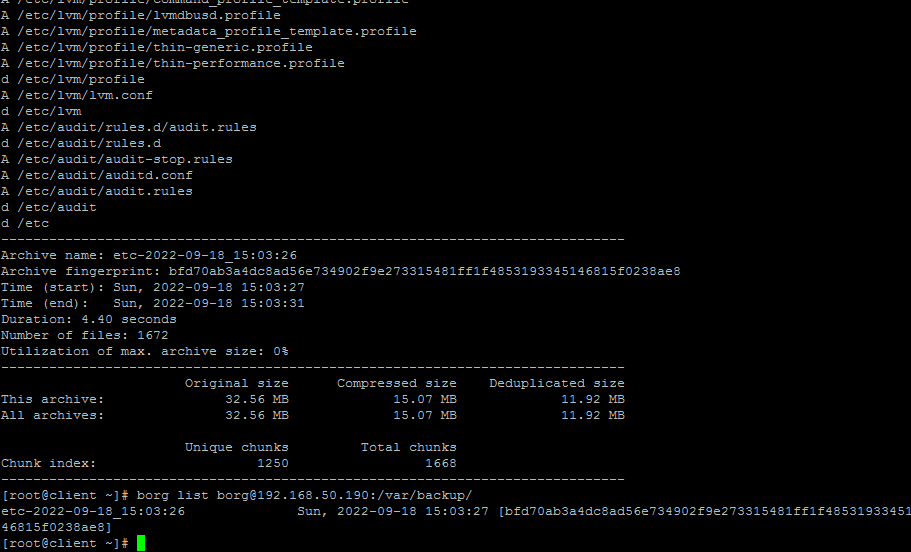 A /etc/lvm/profile/command_profile_template.profile
A /etc/lvm/profile/lvmdbusd.profile
A /etc/lvm/profile/metadata_profile_template.profile
A /etc/lvm/profile/thin-generic.profile
A /etc/lvm/profile/thin-performance.profile
d /etc/lvm/profile
A /etc/lvm/lvm.conf
d /etc/lvm
A /etc/audit/rules.d/audit.rules
d /etc/audit/rules.d
A /etc/audit/audit-stop.rules
A /etc/audit/auditd.conf
A /etc/audit/audit.rules
d /etc/audit
d /etc
------------------------------------------------------------------------------
Archive name: etc-2022-09-18_15:03:26
Archive fingerprint: bfd70ab3a4dc8ad56e734902f9e273315481ff1f4853193345146815f0238ae8
Time (start): Sun, 2022-09-18 15:03:27
Time (end):   Sun, 2022-09-18 15:03:31
Duration: 4.40 seconds
Number of files: 1672
Utilization of max. archive size: 0%
------------------------------------------------------------------------------
                       Original size      Compressed size    Deduplicated size
This archive:               32.56 MB             15.07 MB             11.92 MB
All archives:               32.56 MB             15.07 MB             11.92 MB
                       Unique chunks         Total chunks
Chunk index:                    1250                 1668
------------------------------------------------------------------------------
[root@client ~]# borg list borg@192.168.50.190:/var/backup/
etc-2022-09-18_15:03:26              Sun, 2022-09-18 15:03:27 [bfd70ab3a4dc8ad56e734902f9e273315481ff1f48531933451
46815f0238ae8]
[root@client ~]#